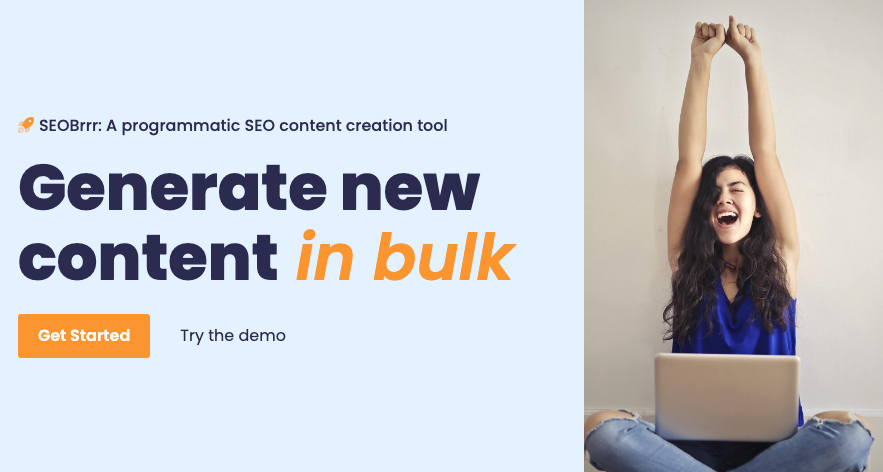 🚀 SEOBrrr: A programmatic SEO content creation tool
Generate new
content in bulk
Get Started
Try the demo